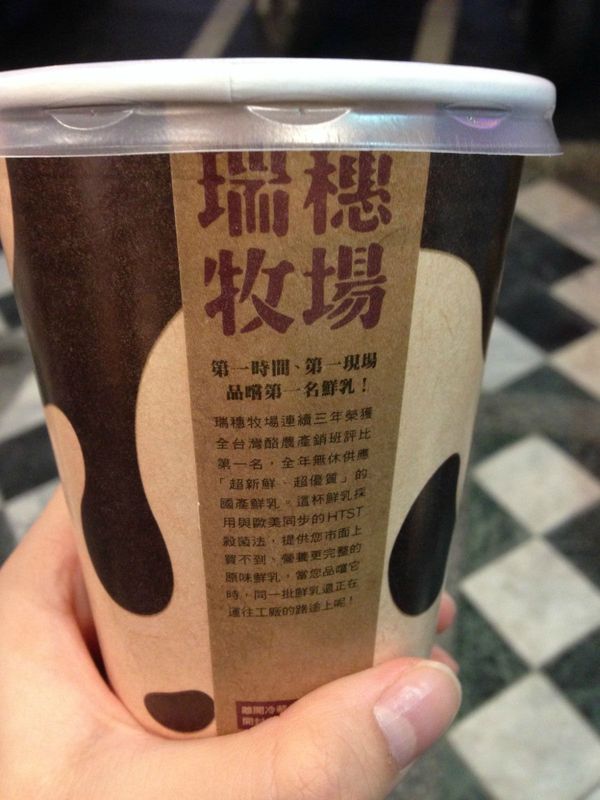 瑞穗
牧場
第一時間、第一現場
品嚐第一名鮮乳！
瑞穗牧場連續三年榮獲
全台灣酪農產銷班評比
第一名，全年無休供應
「超新鮮、超優質」的
國產鮮乳。這杯鮮乳採
用與歐美同步的HTST
殺菌法，提供您市面上
買不到、營養更完整的
原味鮮乳，當您品嚐它
時，同一批鮮乳還正在
運往工廠的路途上呢！
離開冷藏
開封